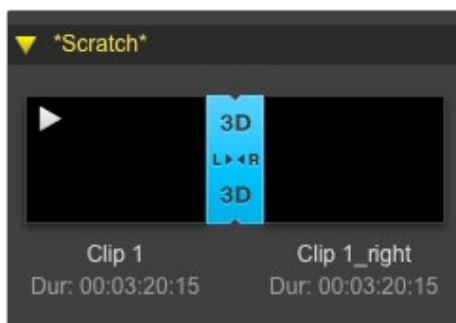 *Scratch*
3D
L R
3D
Clip 1 Clip 1_right
Dur: 00:03:20:15 Dur: 00:03:20:15